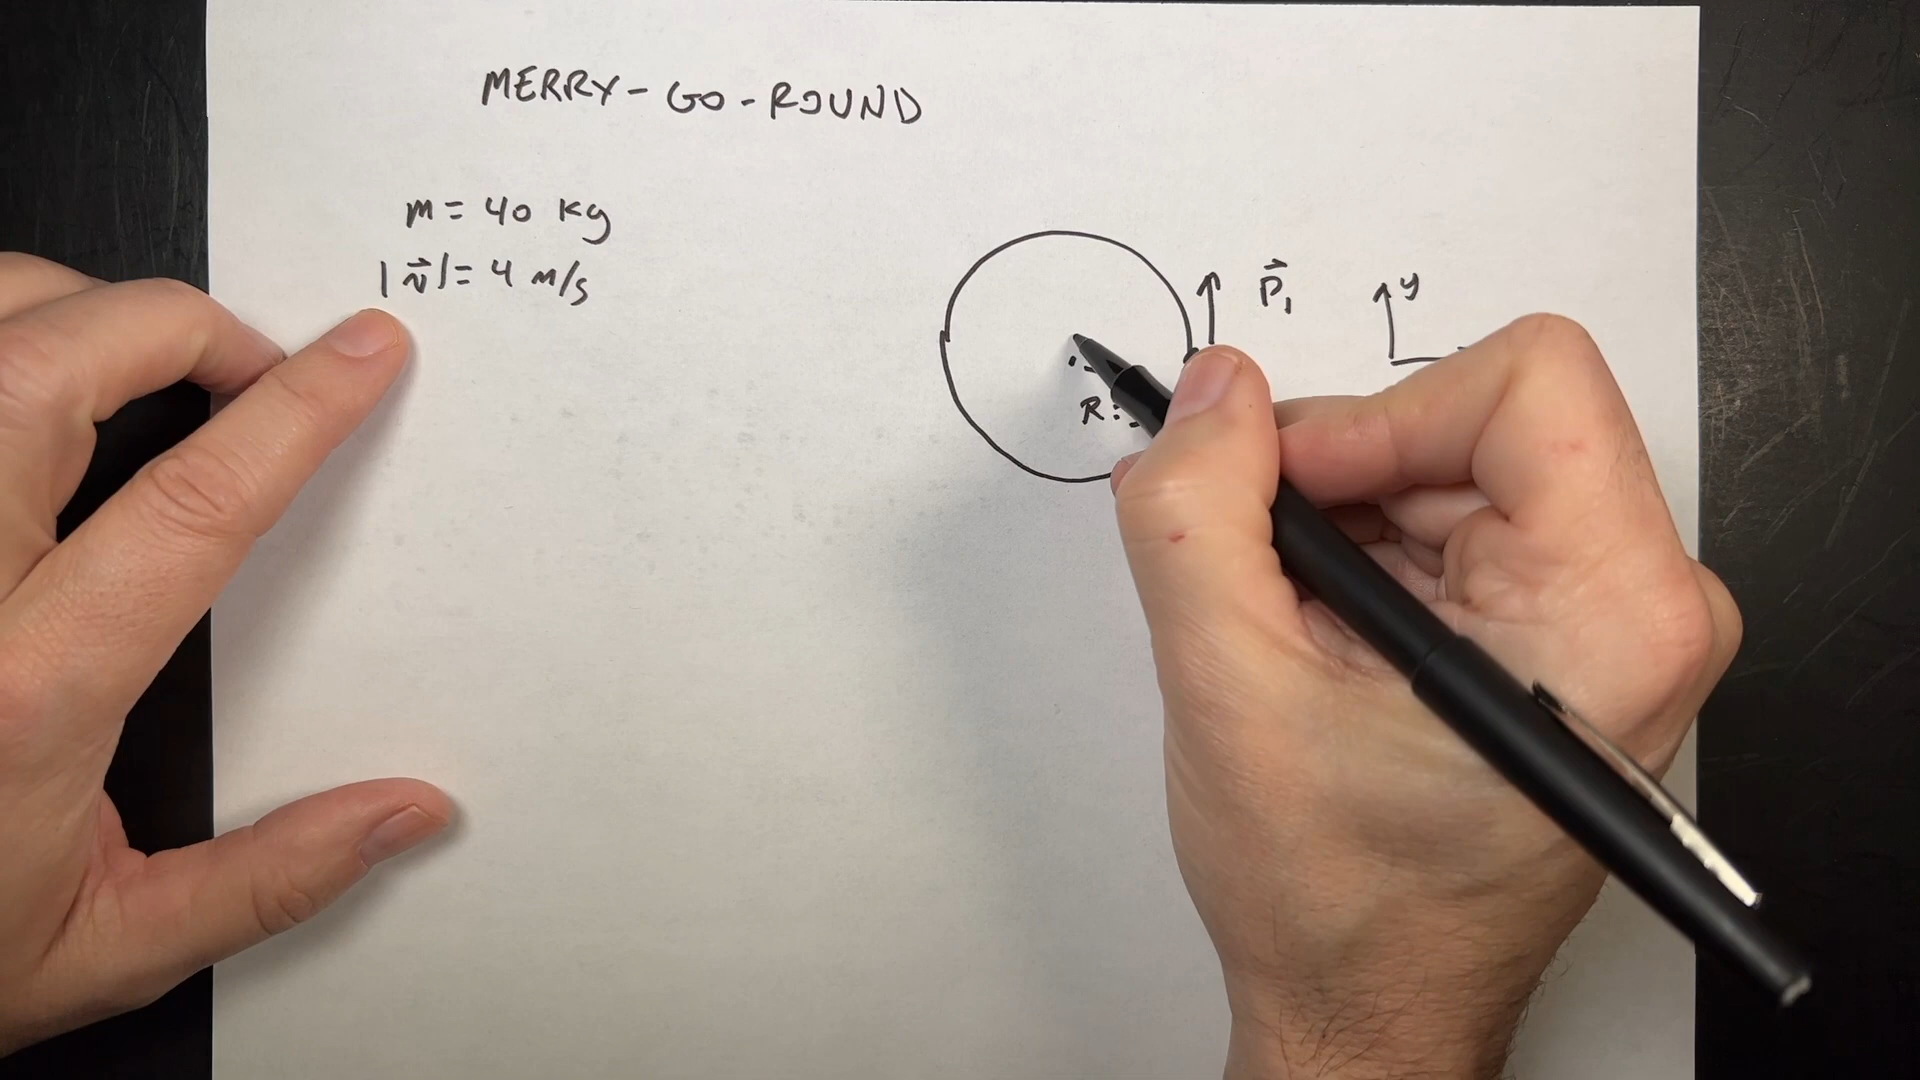 MERRY-GO-ROUND
m = 40 kg
|v⃗| = 4 m/s
P⃗₁
y
R